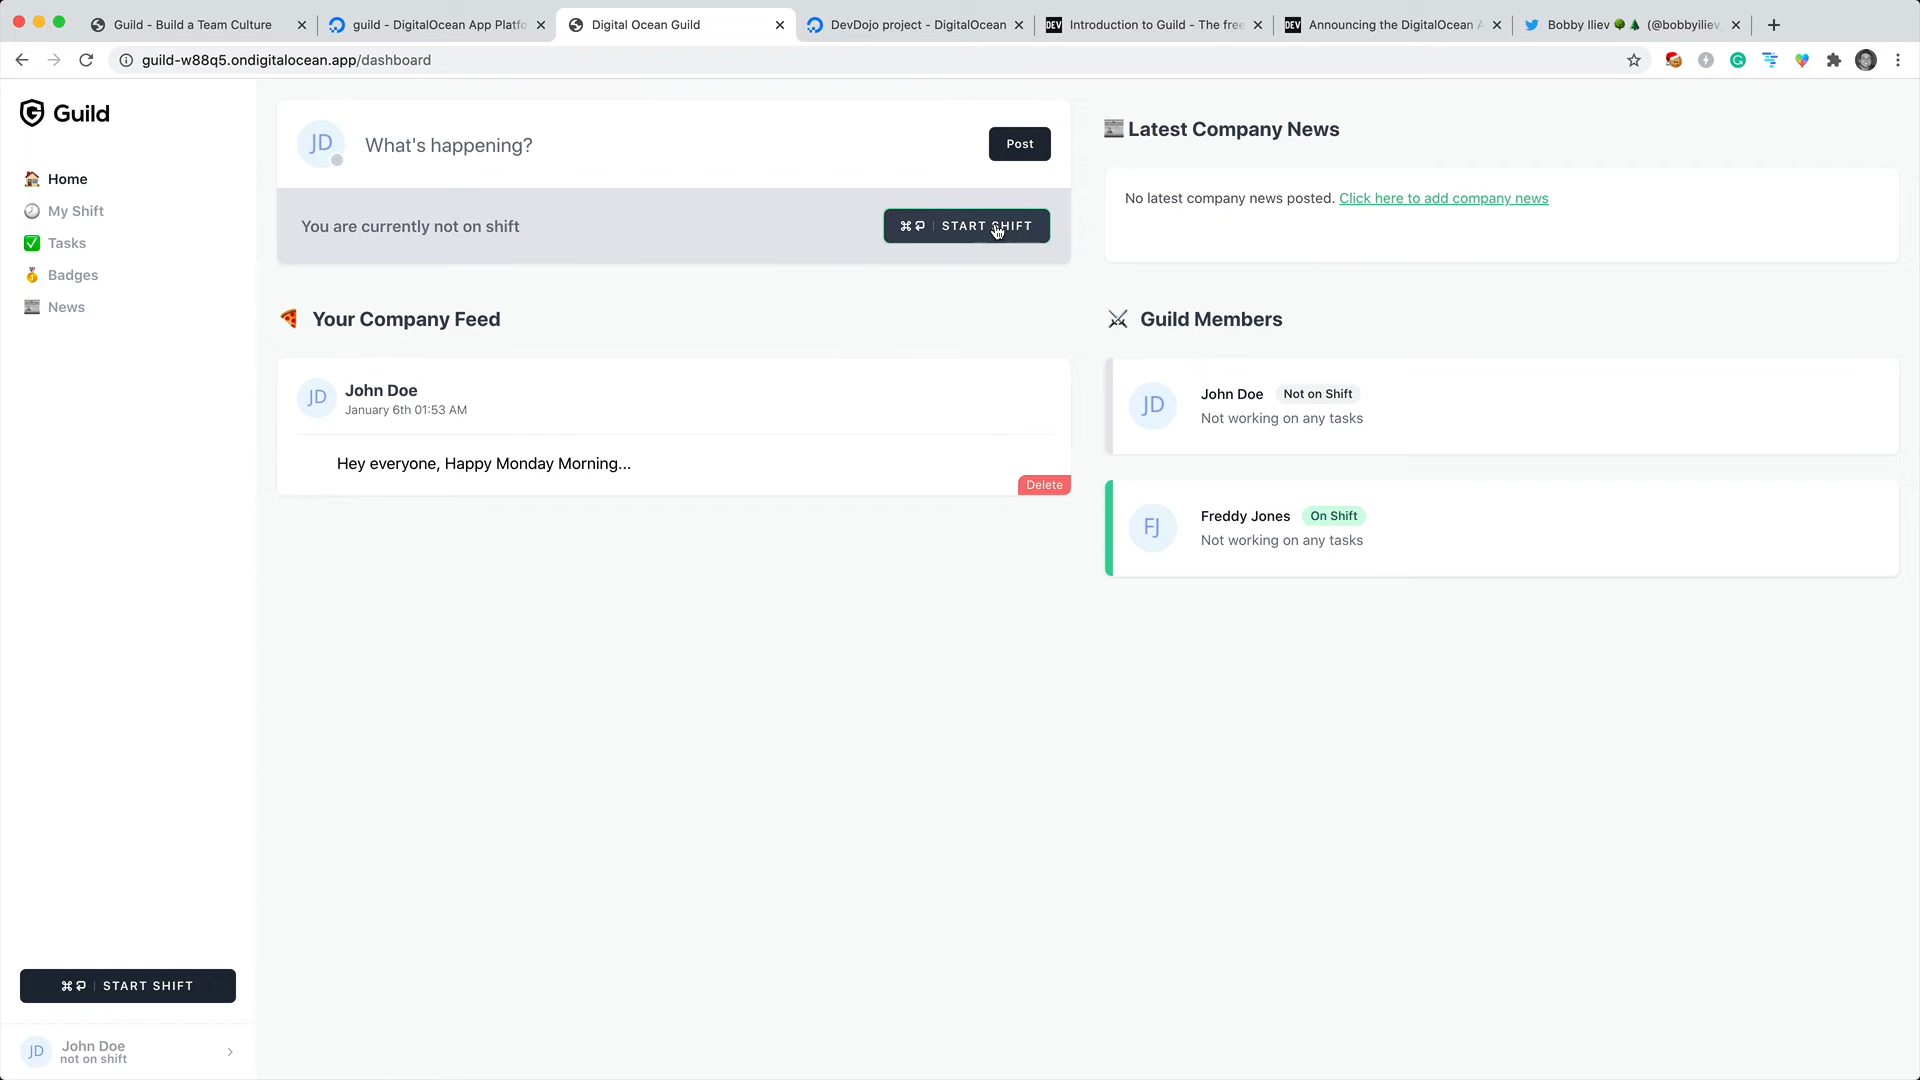 Guild - Build a Team Culture
guild - DigitalOcean App Platfo
Digital Ocean Guild
DevDojo project - DigitalOcean
DEV Introduction to Guild - The free
DEV Announcing the DigitalOcean A
Bobby Iliev (@bobbyiliev
guild-w88q5.ondigitalocean.app/dashboard
Guild
Home
My Shift
Tasks
Badges
News
⌘ START SHIFT
JD
John Doe
not on shift
JD
What's happening?
Post
You are currently not on shift
⌘ START SHIFT
Your Company Feed
JD
John Doe
January 6th 01:53 AM
Hey everyone, Happy Monday Morning...
Delete
Latest Company News
No latest company news posted. Click here to add company news
Guild Members
JD
John Doe Not on Shift
Not working on any tasks
FJ
Freddy Jones On Shift
Not working on any tasks